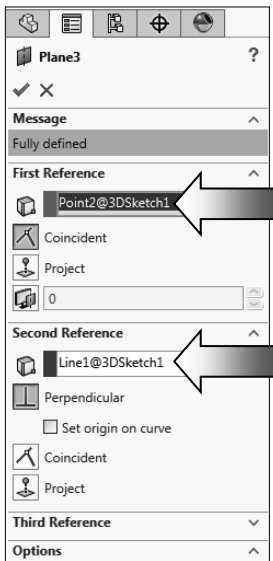 Plane3
?
Message
Fully defined
First Reference
Point2@3DSketch1
Coincident
Project
0
Second Reference
Line1@3DSketch1
Perpendicular
Set origin on curve
Coincident
Project
Third Reference
Options